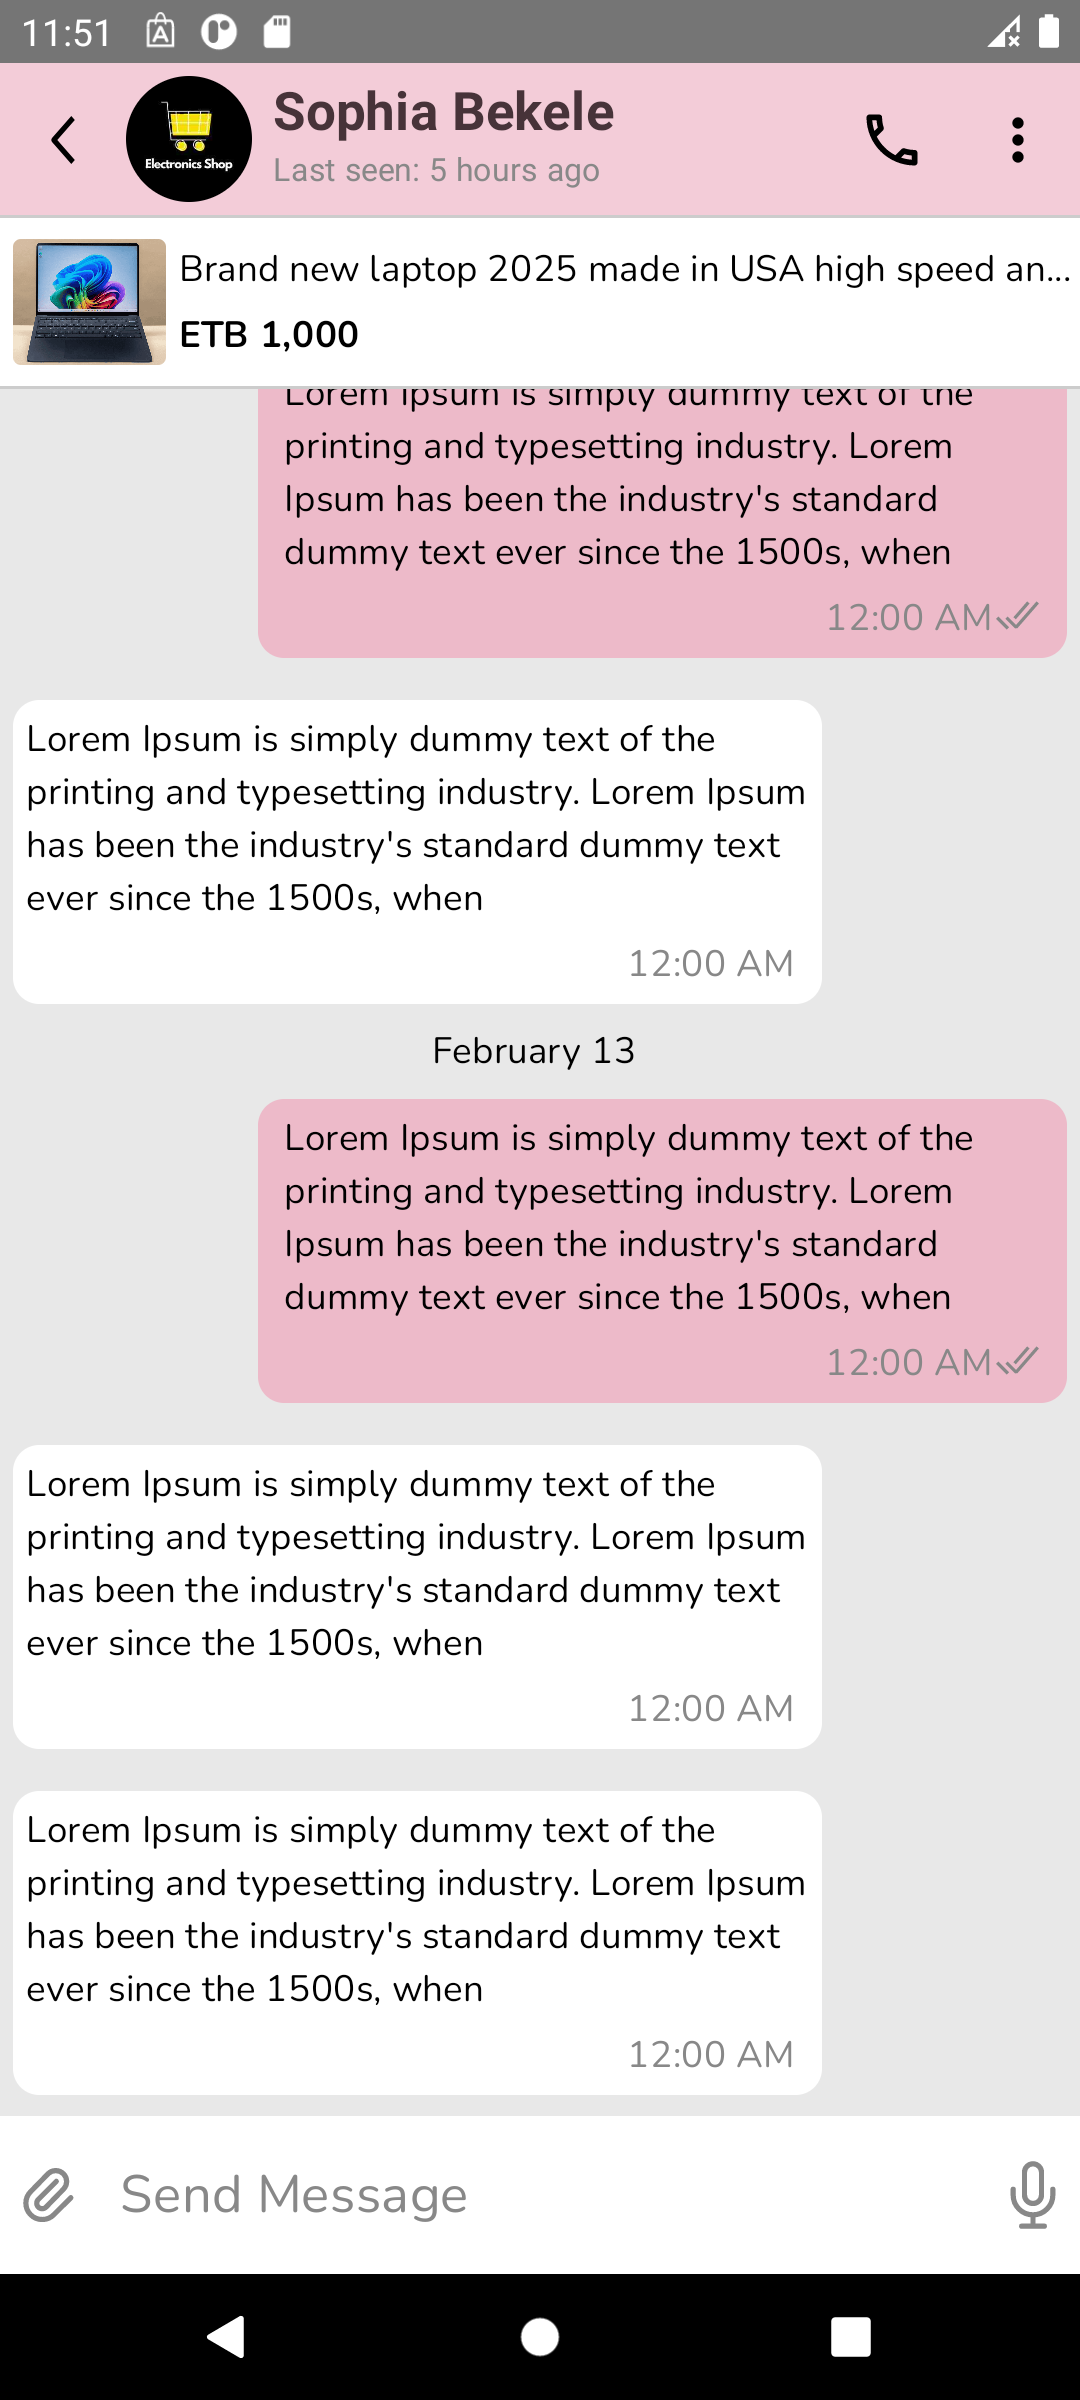 11:51
Electronics Shop
Sophia Bekele
Last seen: 5 hours ago
Brand new laptop 2025 made in USA high speed an...
ETB 1,000
Lorem Ipsum is simply dummy text of the
printing and typesetting industry. Lorem
Ipsum has been the industry's standard
dummy text ever since the 1500s, when
12:00 AM
Lorem Ipsum is simply dummy text of the
printing and typesetting industry. Lorem Ipsum
has been the industry's standard dummy text
ever since the 1500s, when
12:00 AM
February 13
Lorem Ipsum is simply dummy text of the
printing and typesetting industry. Lorem
Ipsum has been the industry's standard
dummy text ever since the 1500s, when
12:00 AM
Lorem Ipsum is simply dummy text of the
printing and typesetting industry. Lorem Ipsum
has been the industry's standard dummy text
ever since the 1500s, when
12:00 AM
Lorem Ipsum is simply dummy text of the
printing and typesetting industry. Lorem Ipsum
has been the industry's standard dummy text
ever since the 1500s, when
12:00 AM
Send Message